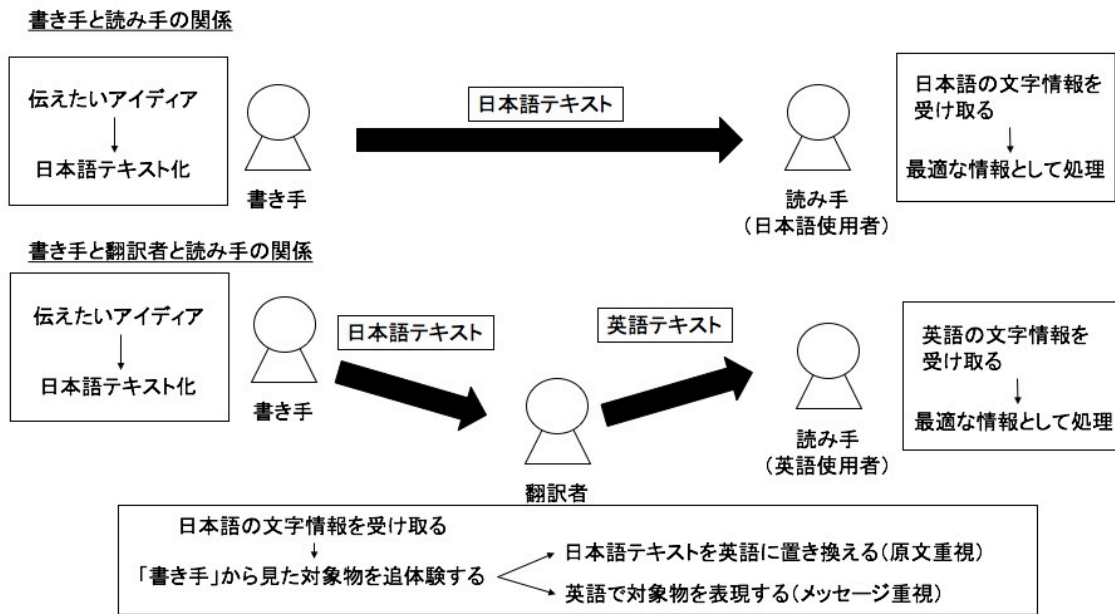 書き手と読み手の関係
伝えたいアイディア
日本語テキスト化
書き手
日本語テキスト
読み手
(日本語使用者)
日本語の文字情報を
受け取る
最適な情報として処理
書き手と翻訳者と読み手の関係
伝えたいアイディア
日本語テキスト化
書き手
日本語テキスト
翻訳者
英語テキスト
読み手
(英語使用者)
英語の文字情報を
受け取る
最適な情報として処理
日本語の文字情報を受け取る
「書き手」から見た対象物を追体験する
日本語テキストを英語に置き換える(原文重視)
英語で対象物を表現する(メッセージ重視)